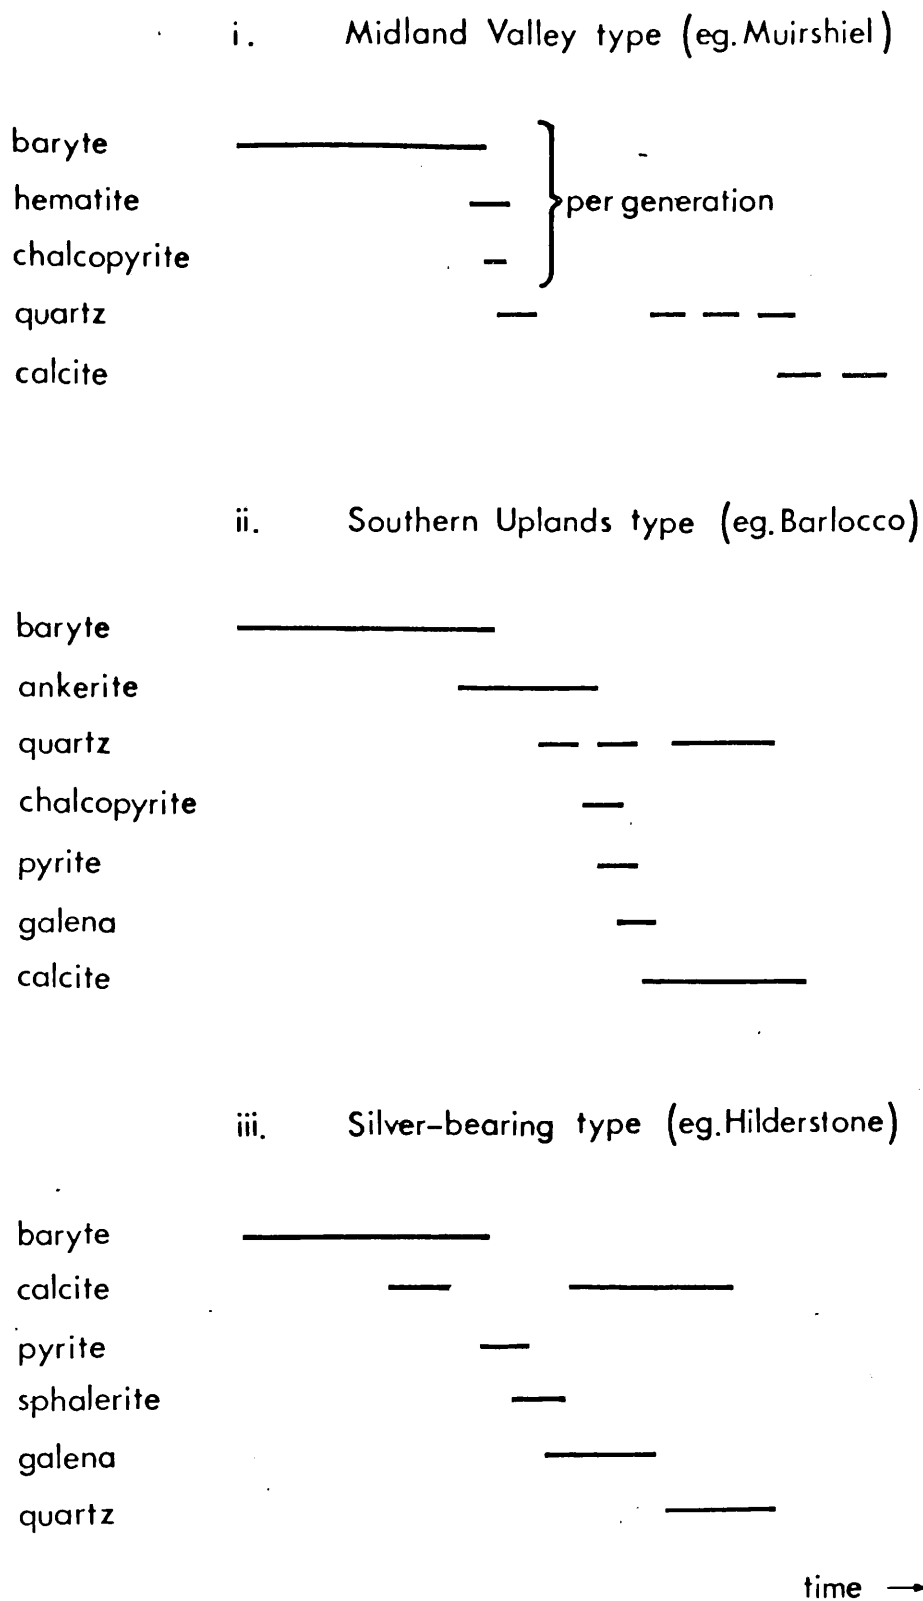 i. Midland Valley type (eg. Muirshiel)
baryte
hematite
per generation
chalcopyrite
quartz
calcite
ii. Southern Uplands type (eg. Barlocco)
baryte
ankerite
quartz
chalcopyrite
pyrite
galena
calcite
iii. Silver-bearing type (eg. Hilderstone)
baryte
calcite
pyrite
sphalerite
galena
quartz
time →